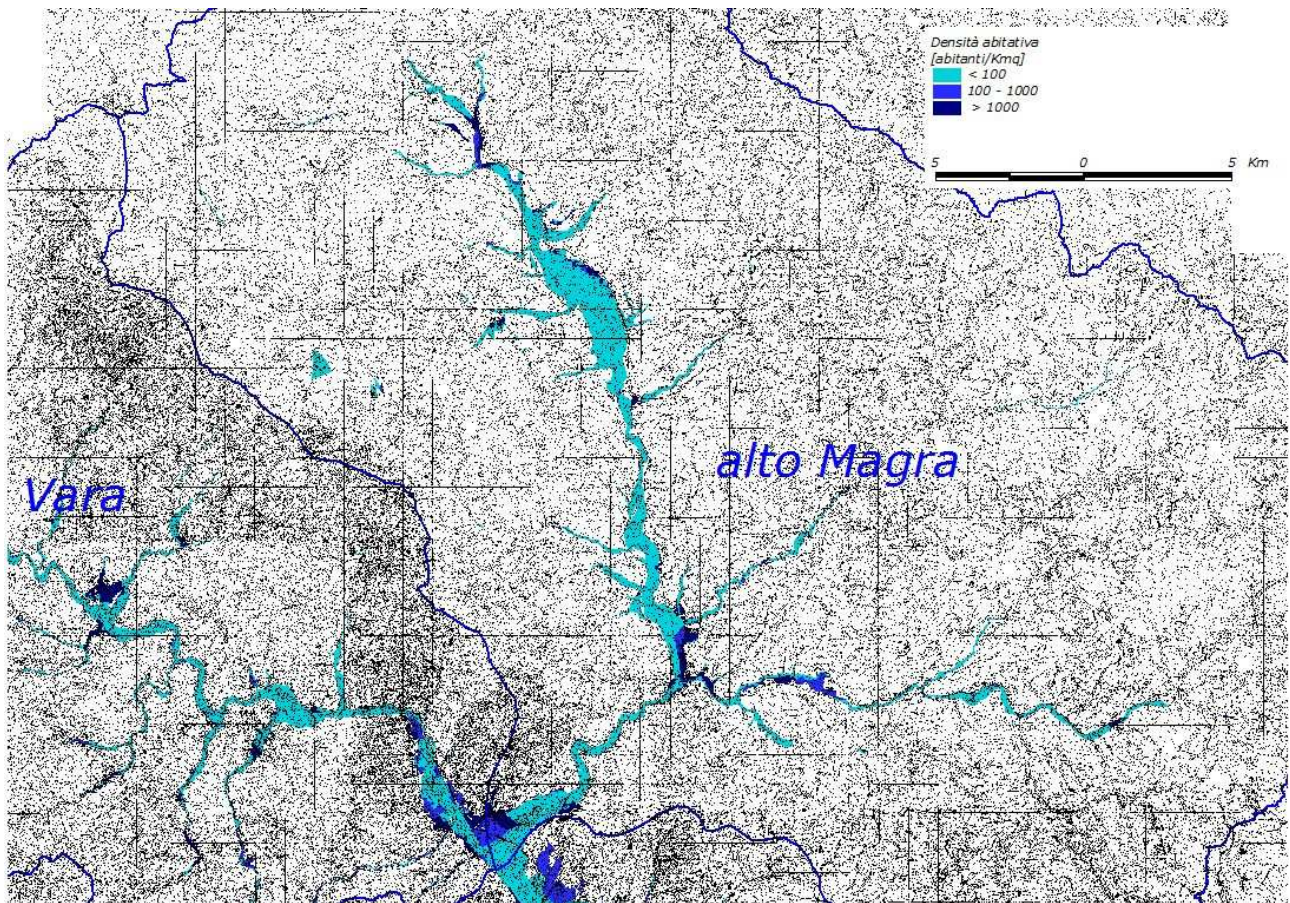 Densità abitativa
[abitanti/Kmq]
< 100
100 - 1000
> 1000
5 0 5 Km
alto Magra
Vara